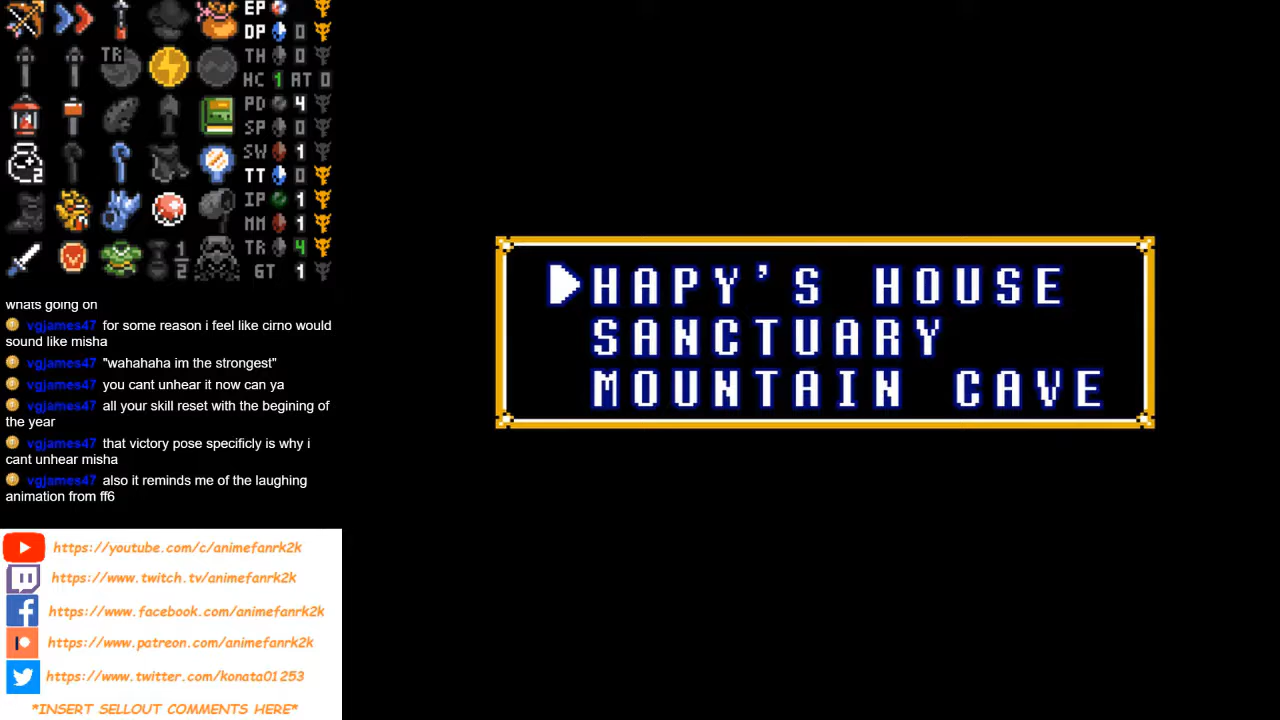 EP
DP 0
TR TH 0
HC 1 AT 0
PD 4
SP 0
2 SW 1
TT 0
IP 1
MM 1
1/2 TR 4
GT 1
whats going on
vgjames47 for some reason i feel like cirno would
sound like misha
vgjames47 "wahahaha im the strongest"
vgjames47 you cant unhear it now can ya
vgjames47 all your skill reset with the begining of
the year
vgjames47 that victory pose specificly is why i
cant unhear misha
vgjames47 also it reminds me of the laughing
animation from ff6
https://youtube.com/c/animefanrk2k
https://www.twitch.tv/animefanrk2k
https://www.facebook.com/animefanrk2k
https://www.patreon.com/animefanrk2k
https://www.twitter.com/konata01253
*INSERT SELLOUT COMMENTS HERE*
HAPY'S HOUSE
SANCTUARY
MOUNTAIN CAVE